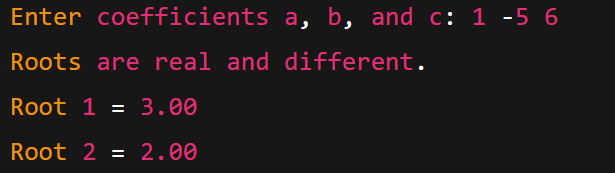 Enter coefficients a, b, and c: 1 -5 6
Roots are real and different.
Root 1 = 3.00
Root 2 = 2.00